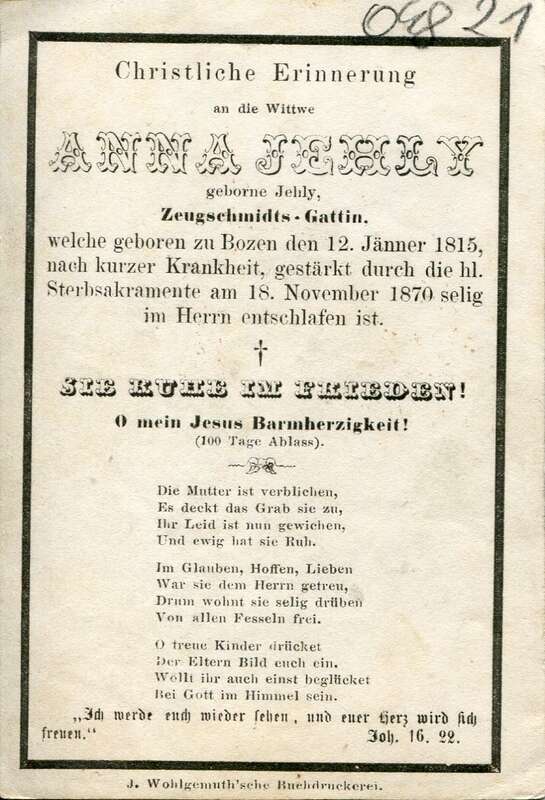 09821
Christliche Erinnerung
an die Wittwe
ANNA JEHLY
geborne Jehly,
Zeugschmidts-Gattin,
welche geboren zu Bozen den 12. Jänner 1815,
nach kurzer Krankheit, gestärkt durch die hl.
Sterbsakramente am 18. November 1870 selig
im Herrn entschlafen ist.
†
SIE RUHE IM FRIEDEN!
O mein Jesus Barmherzigkeit!
(100 Tage Ablass).
Die Mutter ist verblichen,
Es deckt das Grab sie zu,
Ihr Leid ist nun gewichen,
Und ewig hat sie Ruh.
Im Glauben, Hoffen, Lieben
War sie dem Herrn getreu,
Drum wohnt sie selig drüben
Von allen Fesseln frei.
O treue Kinder drücket
Der Eltern Bild euch ein,
Wollt ihr auch einst beglücket
Bei Gott im Himmel sein.
„Ich werde euch wieder sehen, und euer Herz wird sich
freuen.“ Joh. 16. 22.
J. Wohlgemuth'sche Buchdruckerei.